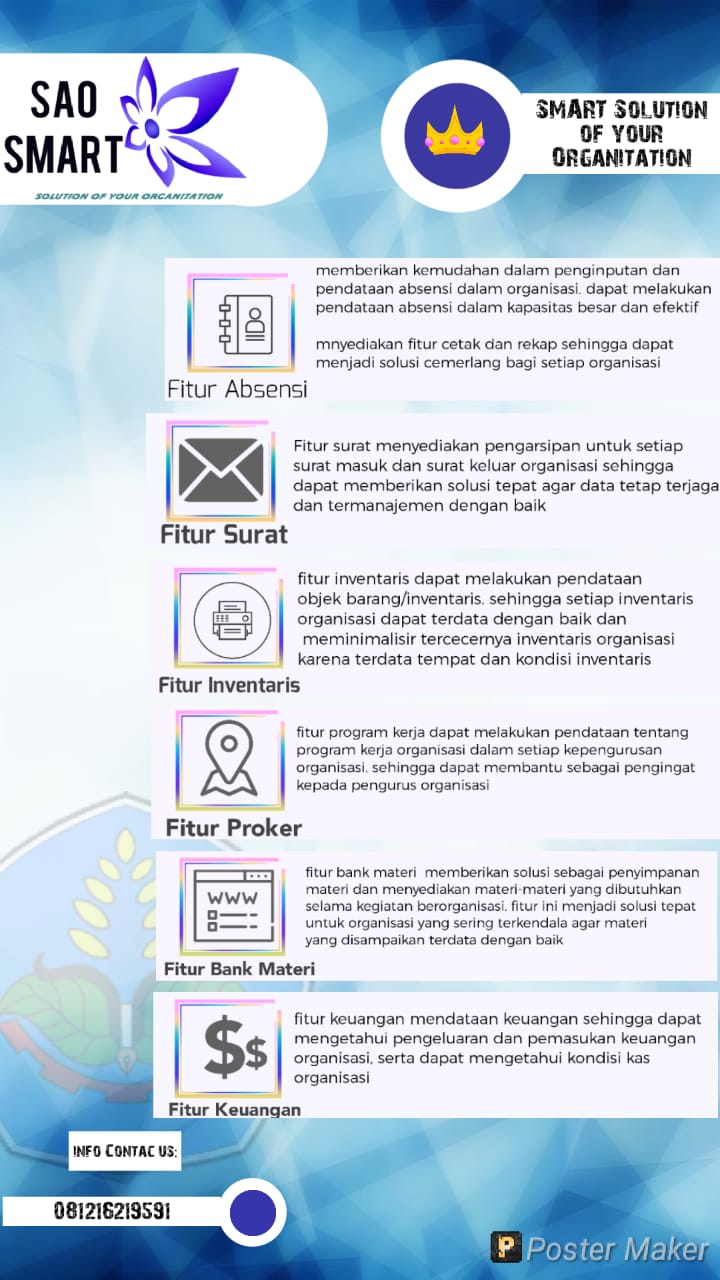 SAO
SMART
SOLUTION OF YOUR ORGANITATION
SMART SOLUTION
OF YOUR
ORGANITATION
memberikan kemudahan dalam penginputan dan
pendataan absensi dalam organisasi. dapat melakukan
pendataan absensi dalam kapasitas besar dan efektif
mnyediakan fitur cetak dan rekap sehingga dapat
menjadi solusi cemerlang bagi setiap organisasi
Fitur Absensi
Fitur surat menyediakan pengarsipan untuk setiap
surat masuk dan surat keluar organisasi sehingga
dapat memberikan solusi tepat agar data tetap terjaga
dan termanajemen dengan baik
Fitur Surat
fitur inventaris dapat melakukan pendataan
objek barang/inventaris. sehingga setiap inventaris
organisasi dapat terdata dengan baik dan
meminimalisir tercecernya inventaris organisasi
karena terdata tempat dan kondisi inventaris
Fitur Inventaris
fitur program kerja dapat melakukan pendataan tentang
program kerja organisasi dalam setiap kepengurusan
organisasi. sehingga dapat membantu sebagai pengingat
kepada pengurus organisasi
Fitur Proker
fitur bank materi memberikan solusi sebagai penyimpanan
materi dan menyediakan materi-materi yang dibutuhkan
selama kegiatan berorganisasi. fitur ini menjadi solusi tepat
untuk organisasi yang sering terkendala agar materi
yang disampaikan terdata dengan baik
WWW
Fitur Bank Materi
fitur keuangan mendataan keuangan sehingga dapat
mengetahui pengeluaran dan pemasukan keuangan
organisasi, serta dapat mengetahui kondisi kas
organisasi
$$
Fitur Keuangan
INFO CONTAC US:
081216219591
P Poster Maker